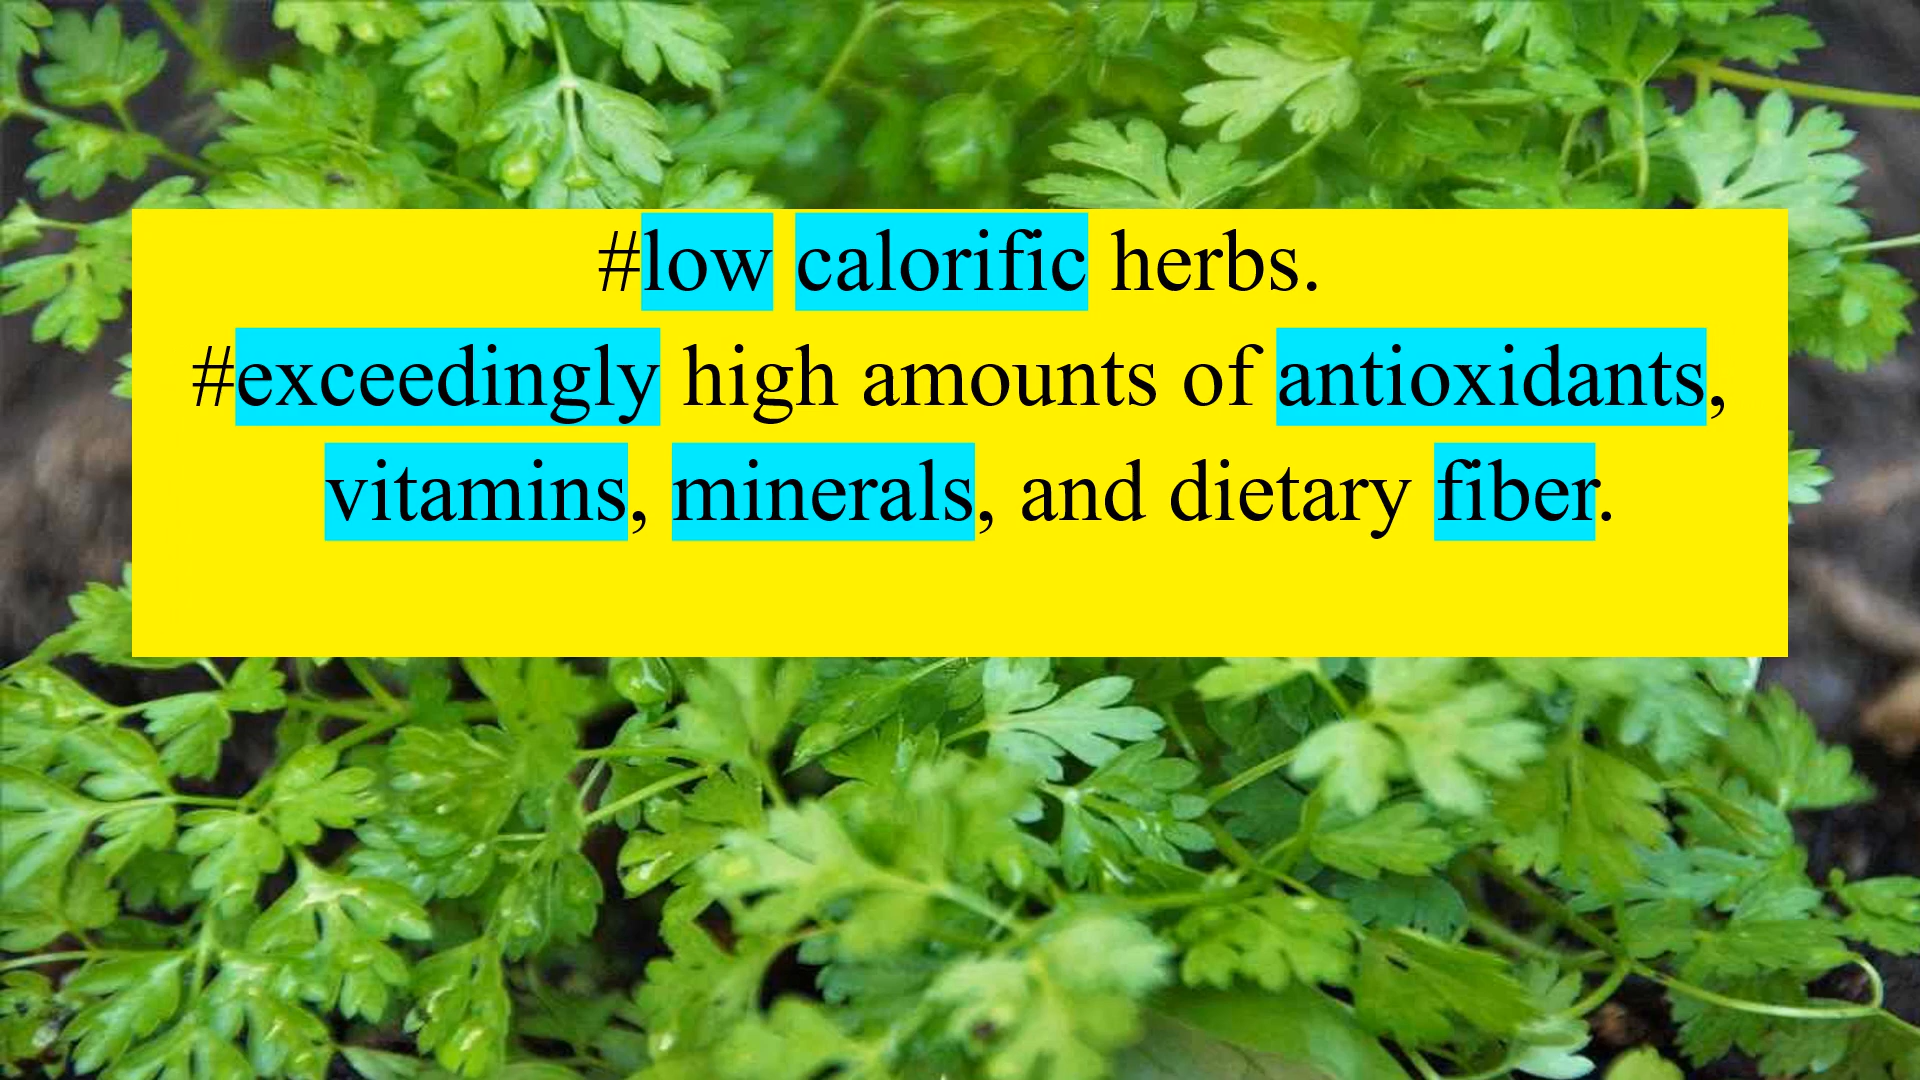 #low calorific herbs.
#exceedingly high amounts of antioxidants,
vitamins, minerals, and dietary fiber.